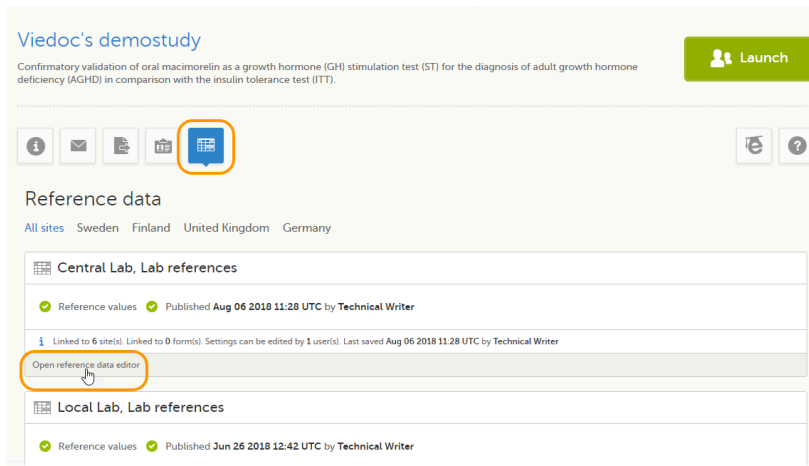 Viedoc's demostudy
Confirmatory validation of oral macimorelin as a growth hormone (GH) stimulation test (ST) for the diagnosis of adult growth hormone
deficiency (AGHD) in comparison with the insulin tolerance test (ITT).
Launch
Reference data
All sites Sweden Finland United Kingdom Germany
Central Lab, Lab references
Reference values Published Aug 06 2018 11:28 UTC by Technical Writer
Linked to 6 site(s). Linked to 0 form(s). Settings can be edited by 1 user(s). Last saved Aug 06 2018 11:28 UTC by Technical Writer
Open reference data editor
Local Lab, Lab references
Reference values Published Jun 26 2018 12:42 UTC by Technical Writer